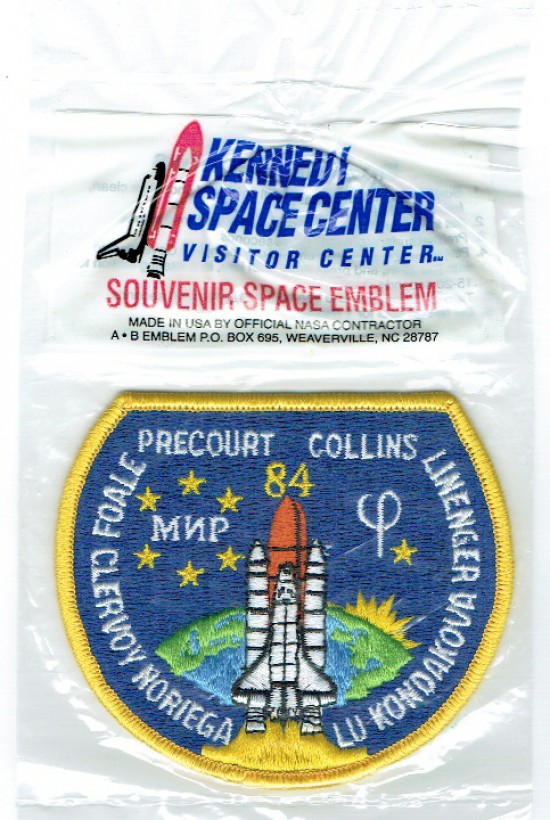 KENNEDY
SPACE CENTER
VISITOR CENTER
SOUVENIR SPACE EMBLEM
MADE IN USA BY OFFICIAL NASA CONTRACTOR
A • B EMBLEM P.O. BOX 695, WEAVERVILLE, NC 28787
PRECOURT COLLINS
FOALE
LINENGER
84
МИР
φ
CLERVOY
NORIEGA
LU
KONDAKOVA